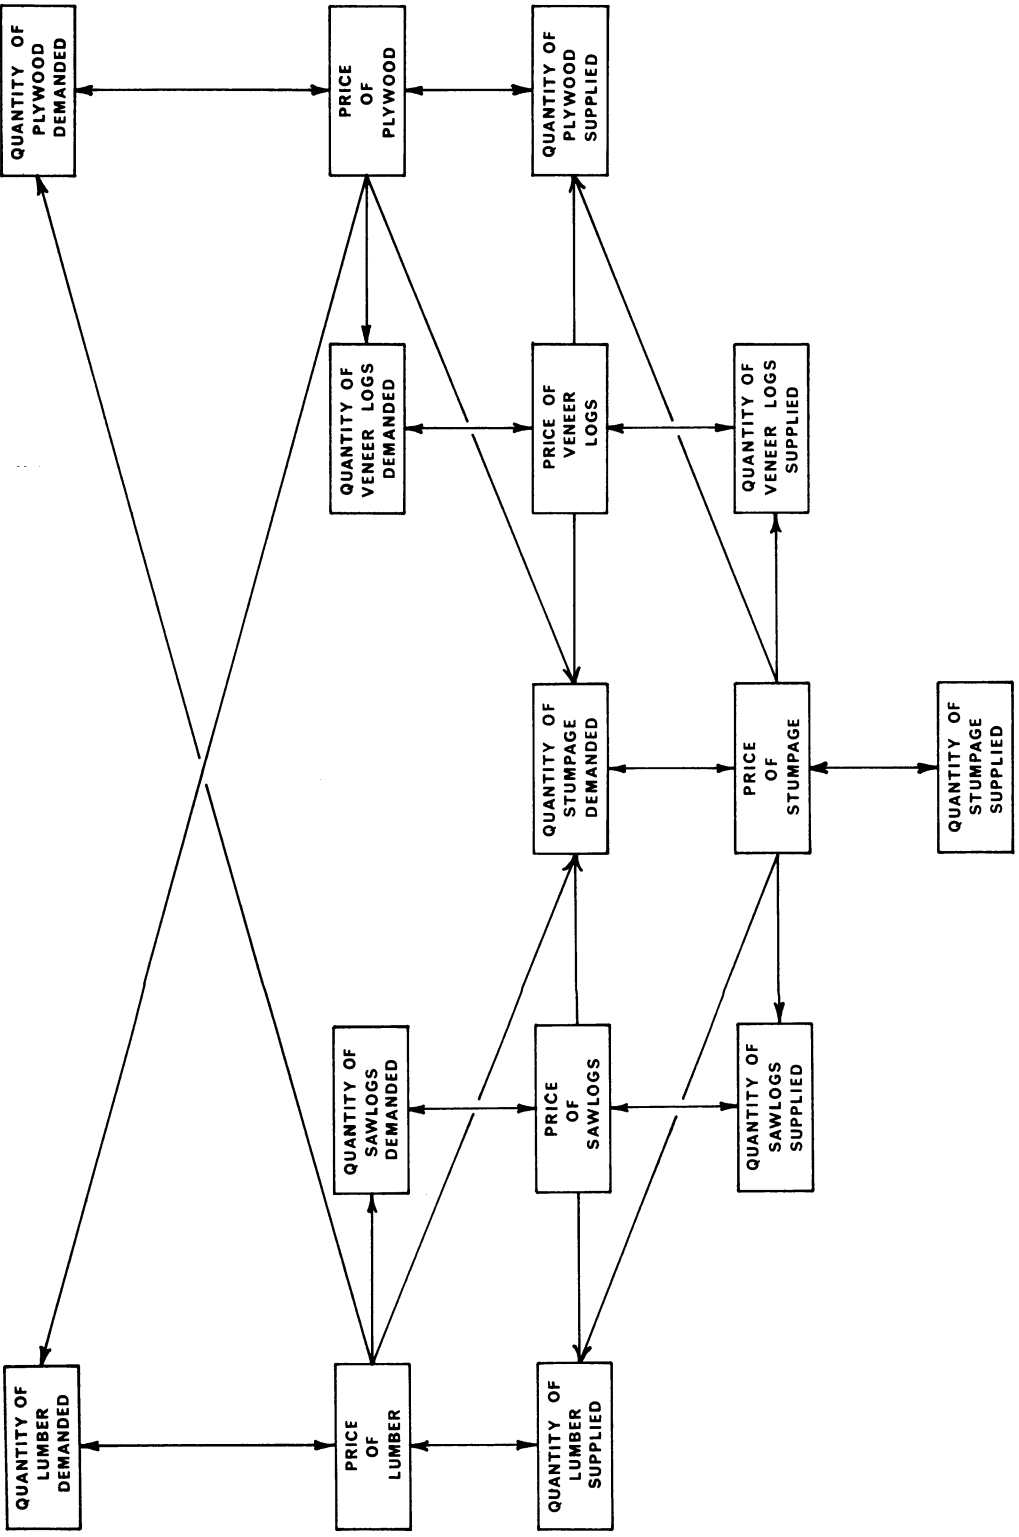 QUANTITY OF
LUMBER
DEMANDED
QUANTITY OF
PLYWOOD
DEMANDED
PRICE
OF
LUMBER
QUANTITY OF
SAWLOGS
DEMANDED
QUANTITY OF
VENEER LOGS
DEMANDED
PRICE
OF
PLYWOOD
QUANTITY OF
LUMBER
SUPPLIED
PRICE
OF
SAWLOGS
QUANTITY OF
STUMPAGE
DEMANDED
PRICE OF
VENEER
LOGS
QUANTITY OF
PLYWOOD
SUPPLIED
QUANTITY OF
SAWLOGS
SUPPLIED
PRICE
OF
STUMPAGE
QUANTITY OF
VENEER LOGS
SUPPLIED
QUANTITY OF
STUMPAGE
SUPPLIED